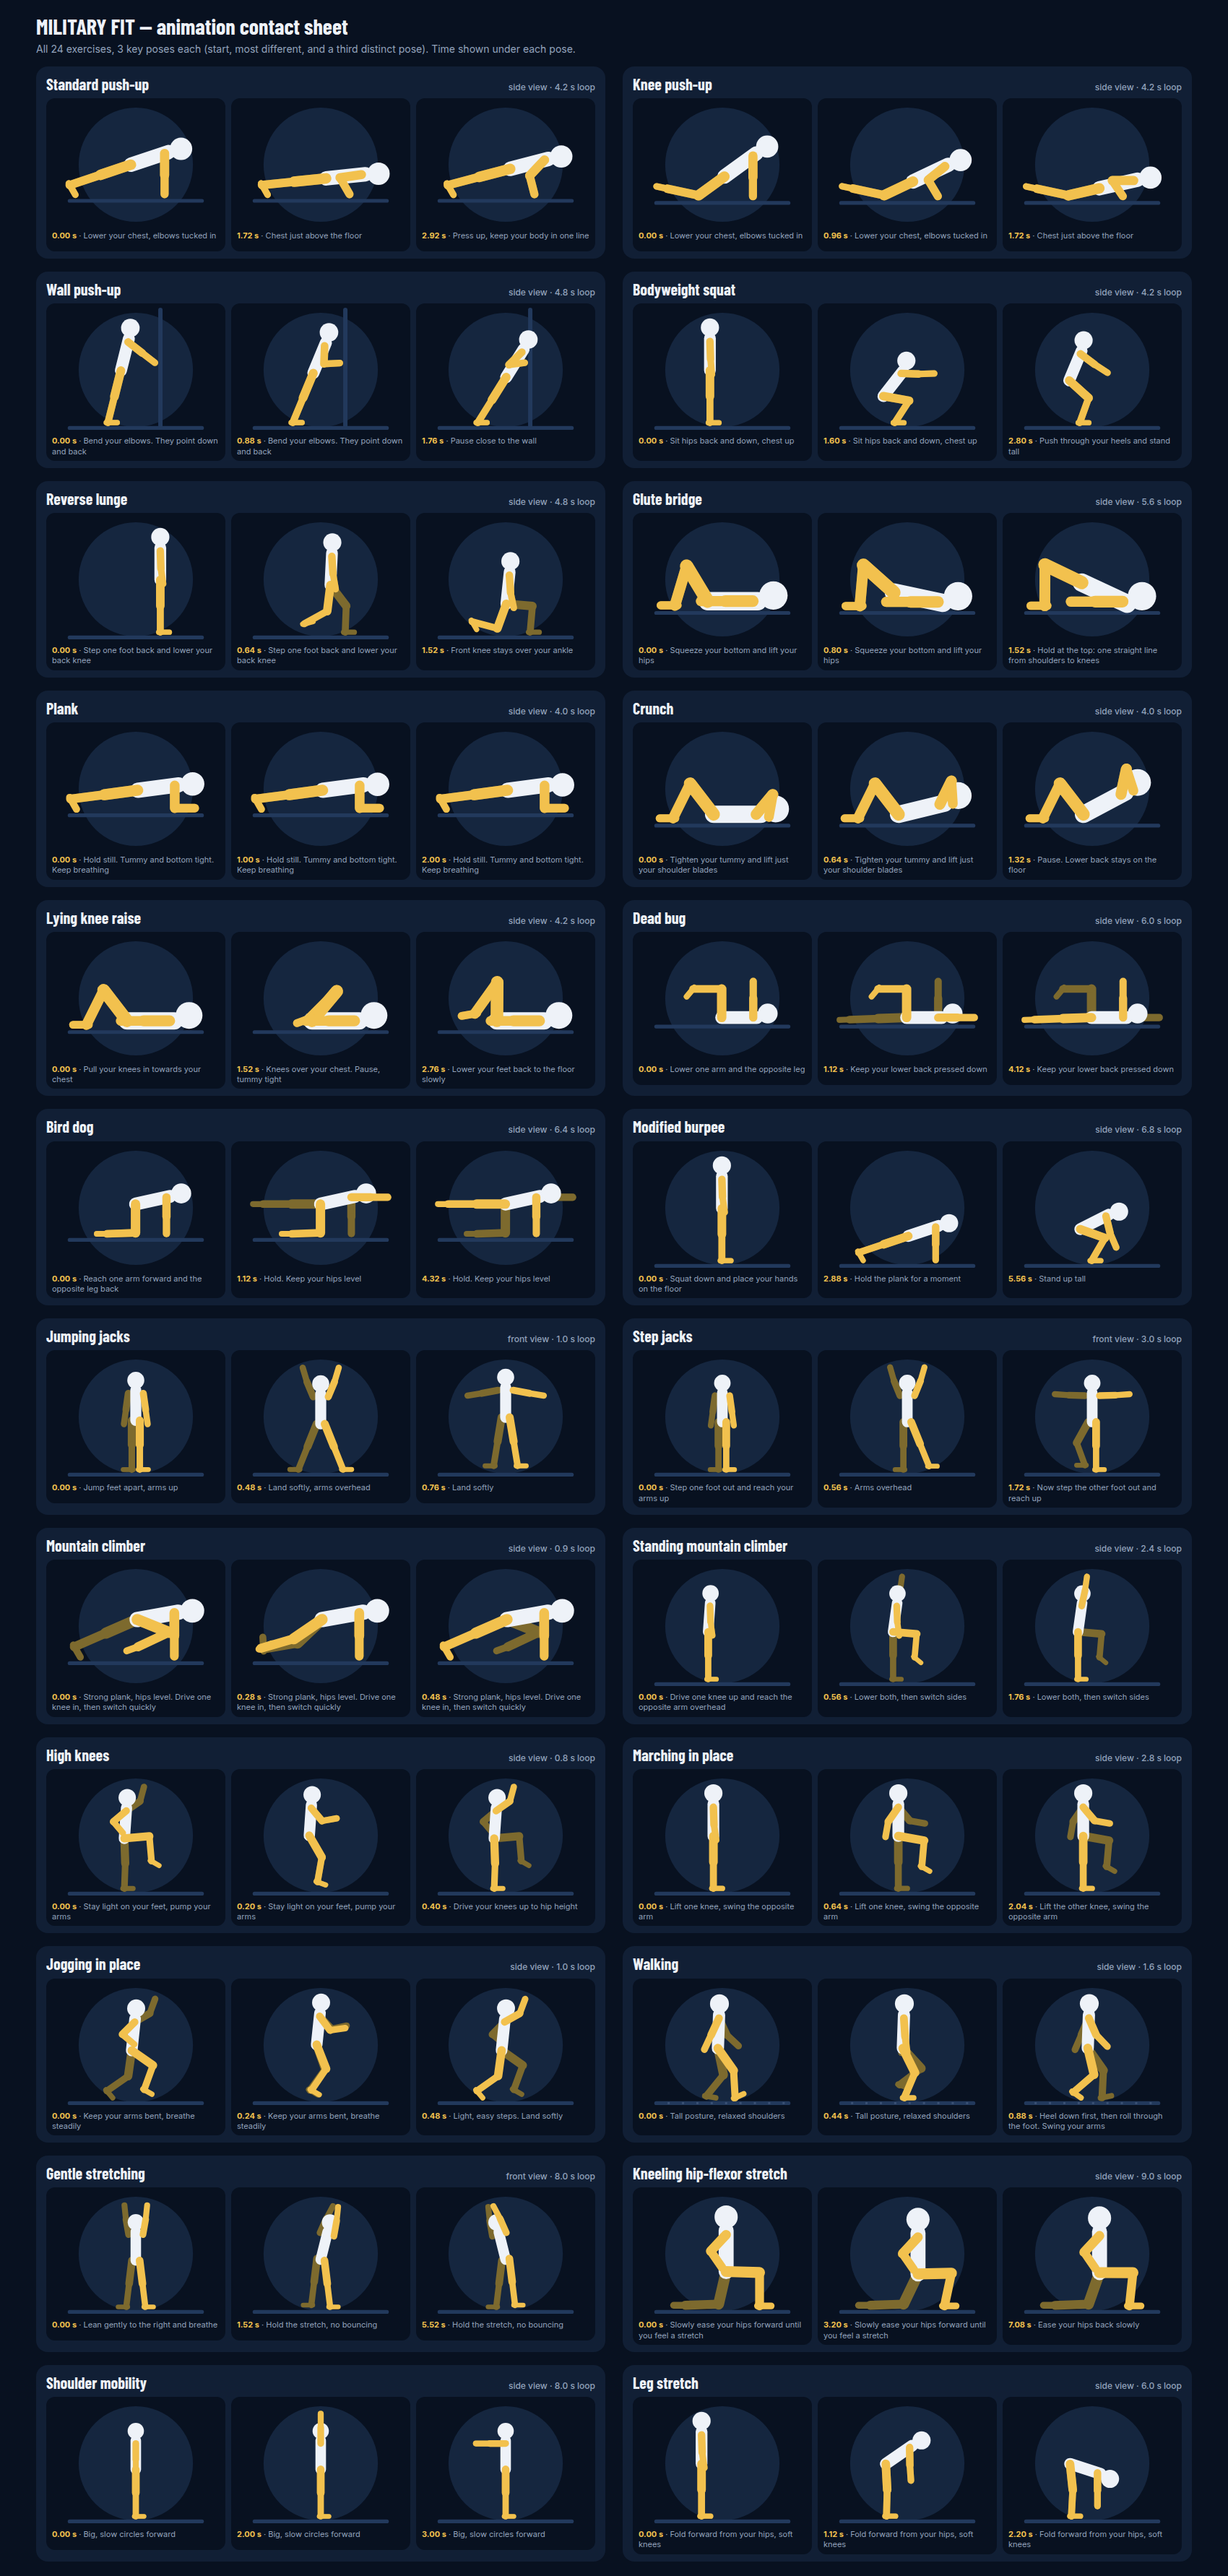 MILITARY FIT — animation contact sheet
All 24 exercises, 3 key poses each (start, most different, and a third distinct pose). Time shown under each pose.
Standard push-up
side view · 4.2 s loop
0.00 s · Lower your chest, elbows tucked in
1.72 s · Chest just above the floor
2.92 s · Press up, keep your body in one line
Knee push-up
side view · 4.2 s loop
0.00 s · Lower your chest, elbows tucked in
0.96 s · Lower your chest, elbows tucked in
1.72 s · Chest just above the floor
Wall push-up
side view · 4.8 s loop
0.00 s · Bend your elbows. They point down
and back
0.88 s · Bend your elbows. They point down
and back
1.76 s · Pause close to the wall
Bodyweight squat
side view · 4.2 s loop
0.00 s · Sit hips back and down, chest up
1.60 s · Sit hips back and down, chest up
2.80 s · Push through your heels and stand
tall
Reverse lunge
side view · 4.8 s loop
0.00 s · Step one foot back and lower your
back knee
0.64 s · Step one foot back and lower your
back knee
1.52 s · Front knee stays over your ankle
Glute bridge
side view · 5.6 s loop
0.00 s · Squeeze your bottom and lift your
hips
0.80 s · Squeeze your bottom and lift your
hips
1.52 s · Hold at the top: one straight line
from shoulders to knees
Plank
side view · 4.0 s loop
0.00 s · Hold still. Tummy and bottom tight.
Keep breathing
1.00 s · Hold still. Tummy and bottom tight.
Keep breathing
2.00 s · Hold still. Tummy and bottom tight.
Keep breathing
Crunch
side view · 4.0 s loop
0.00 s · Tighten your tummy and lift just
your shoulder blades
0.64 s · Tighten your tummy and lift just
your shoulder blades
1.32 s · Pause. Lower back stays on the
floor
Lying knee raise
side view · 4.2 s loop
0.00 s · Pull your knees in towards your
chest
1.52 s · Knees over your chest. Pause,
tummy tight
2.76 s · Lower your feet back to the floor
slowly
Dead bug
side view · 6.0 s loop
0.00 s · Lower one arm and the opposite leg
1.12 s · Keep your lower back pressed down
4.12 s · Keep your lower back pressed down
Bird dog
side view · 6.4 s loop
0.00 s · Reach one arm forward and the
opposite leg back
1.12 s · Hold. Keep your hips level
4.32 s · Hold. Keep your hips level
Modified burpee
side view · 6.8 s loop
0.00 s · Squat down and place your hands
on the floor
2.88 s · Hold the plank for a moment
5.56 s · Stand up tall
Jumping jacks
front view · 1.0 s loop
0.00 s · Jump feet apart, arms up
0.48 s · Land softly, arms overhead
0.76 s · Land softly
Step jacks
front view · 3.0 s loop
0.00 s · Step one foot out and reach your
arms up
0.56 s · Arms overhead
1.72 s · Now step the other foot out and
reach up
Mountain climber
side view · 0.9 s loop
0.00 s · Strong plank, hips level. Drive one
knee in, then switch quickly
0.28 s · Strong plank, hips level. Drive one
knee in, then switch quickly
0.48 s · Strong plank, hips level. Drive one
knee in, then switch quickly
Standing mountain climber
side view · 2.4 s loop
0.00 s · Drive one knee up and reach the
opposite arm overhead
0.56 s · Lower both, then switch sides
1.76 s · Lower both, then switch sides
High knees
side view · 0.8 s loop
0.00 s · Stay light on your feet, pump your
arms
0.20 s · Stay light on your feet, pump your
arms
0.40 s · Drive your knees up to hip height
Marching in place
side view · 2.8 s loop
0.00 s · Lift one knee, swing the opposite
arm
0.64 s · Lift one knee, swing the opposite
arm
2.04 s · Lift the other knee, swing the
opposite arm
Jogging in place
side view · 1.0 s loop
0.00 s · Keep your arms bent, breathe
steadily
0.24 s · Keep your arms bent, breathe
steadily
0.48 s · Light, easy steps. Land softly
Walking
side view · 1.6 s loop
0.00 s · Tall posture, relaxed shoulders
0.44 s · Tall posture, relaxed shoulders
0.88 s · Heel down first, then roll through
the foot. Swing your arms
Gentle stretching
front view · 8.0 s loop
0.00 s · Lean gently to the right and breathe
1.52 s · Hold the stretch, no bouncing
5.52 s · Hold the stretch, no bouncing
Kneeling hip-flexor stretch
side view · 9.0 s loop
0.00 s · Slowly ease your hips forward until
you feel a stretch
3.20 s · Slowly ease your hips forward until
you feel a stretch
7.08 s · Ease your hips back slowly
Shoulder mobility
side view · 8.0 s loop
0.00 s · Big, slow circles forward
2.00 s · Big, slow circles forward
3.00 s · Big, slow circles forward
Leg stretch
side view · 6.0 s loop
0.00 s · Fold forward from your hips, soft
knees
1.12 s · Fold forward from your hips, soft
knees
2.20 s · Fold forward from your hips, soft
knees